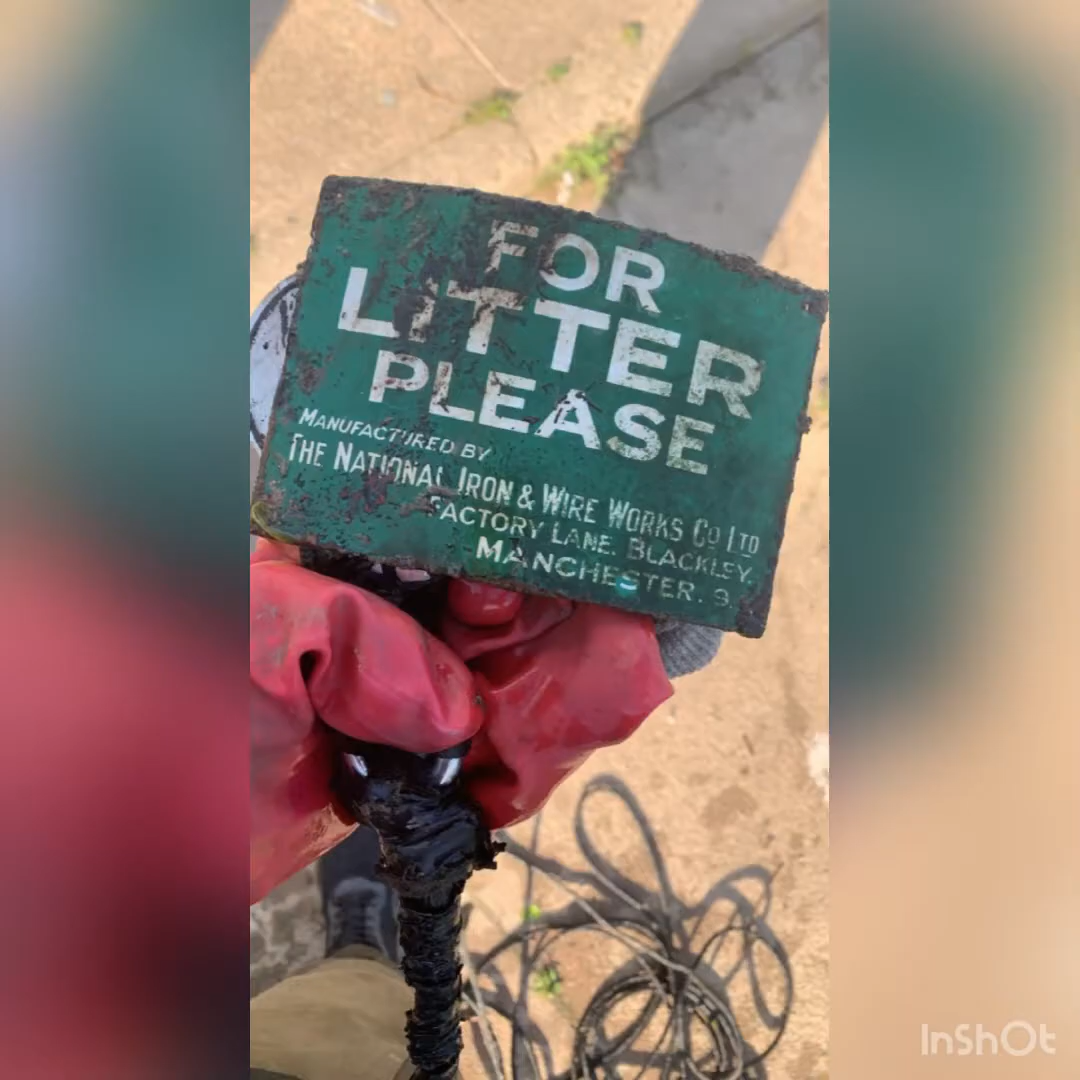 FOR
LITTER
PLEASE
MANUFACTURED BY
THE NATIONAL IRON & WIRE WORKS CO LTD
FACTORY LANE. BLACKLEY.
MANCHESTER. 9.
InShOt